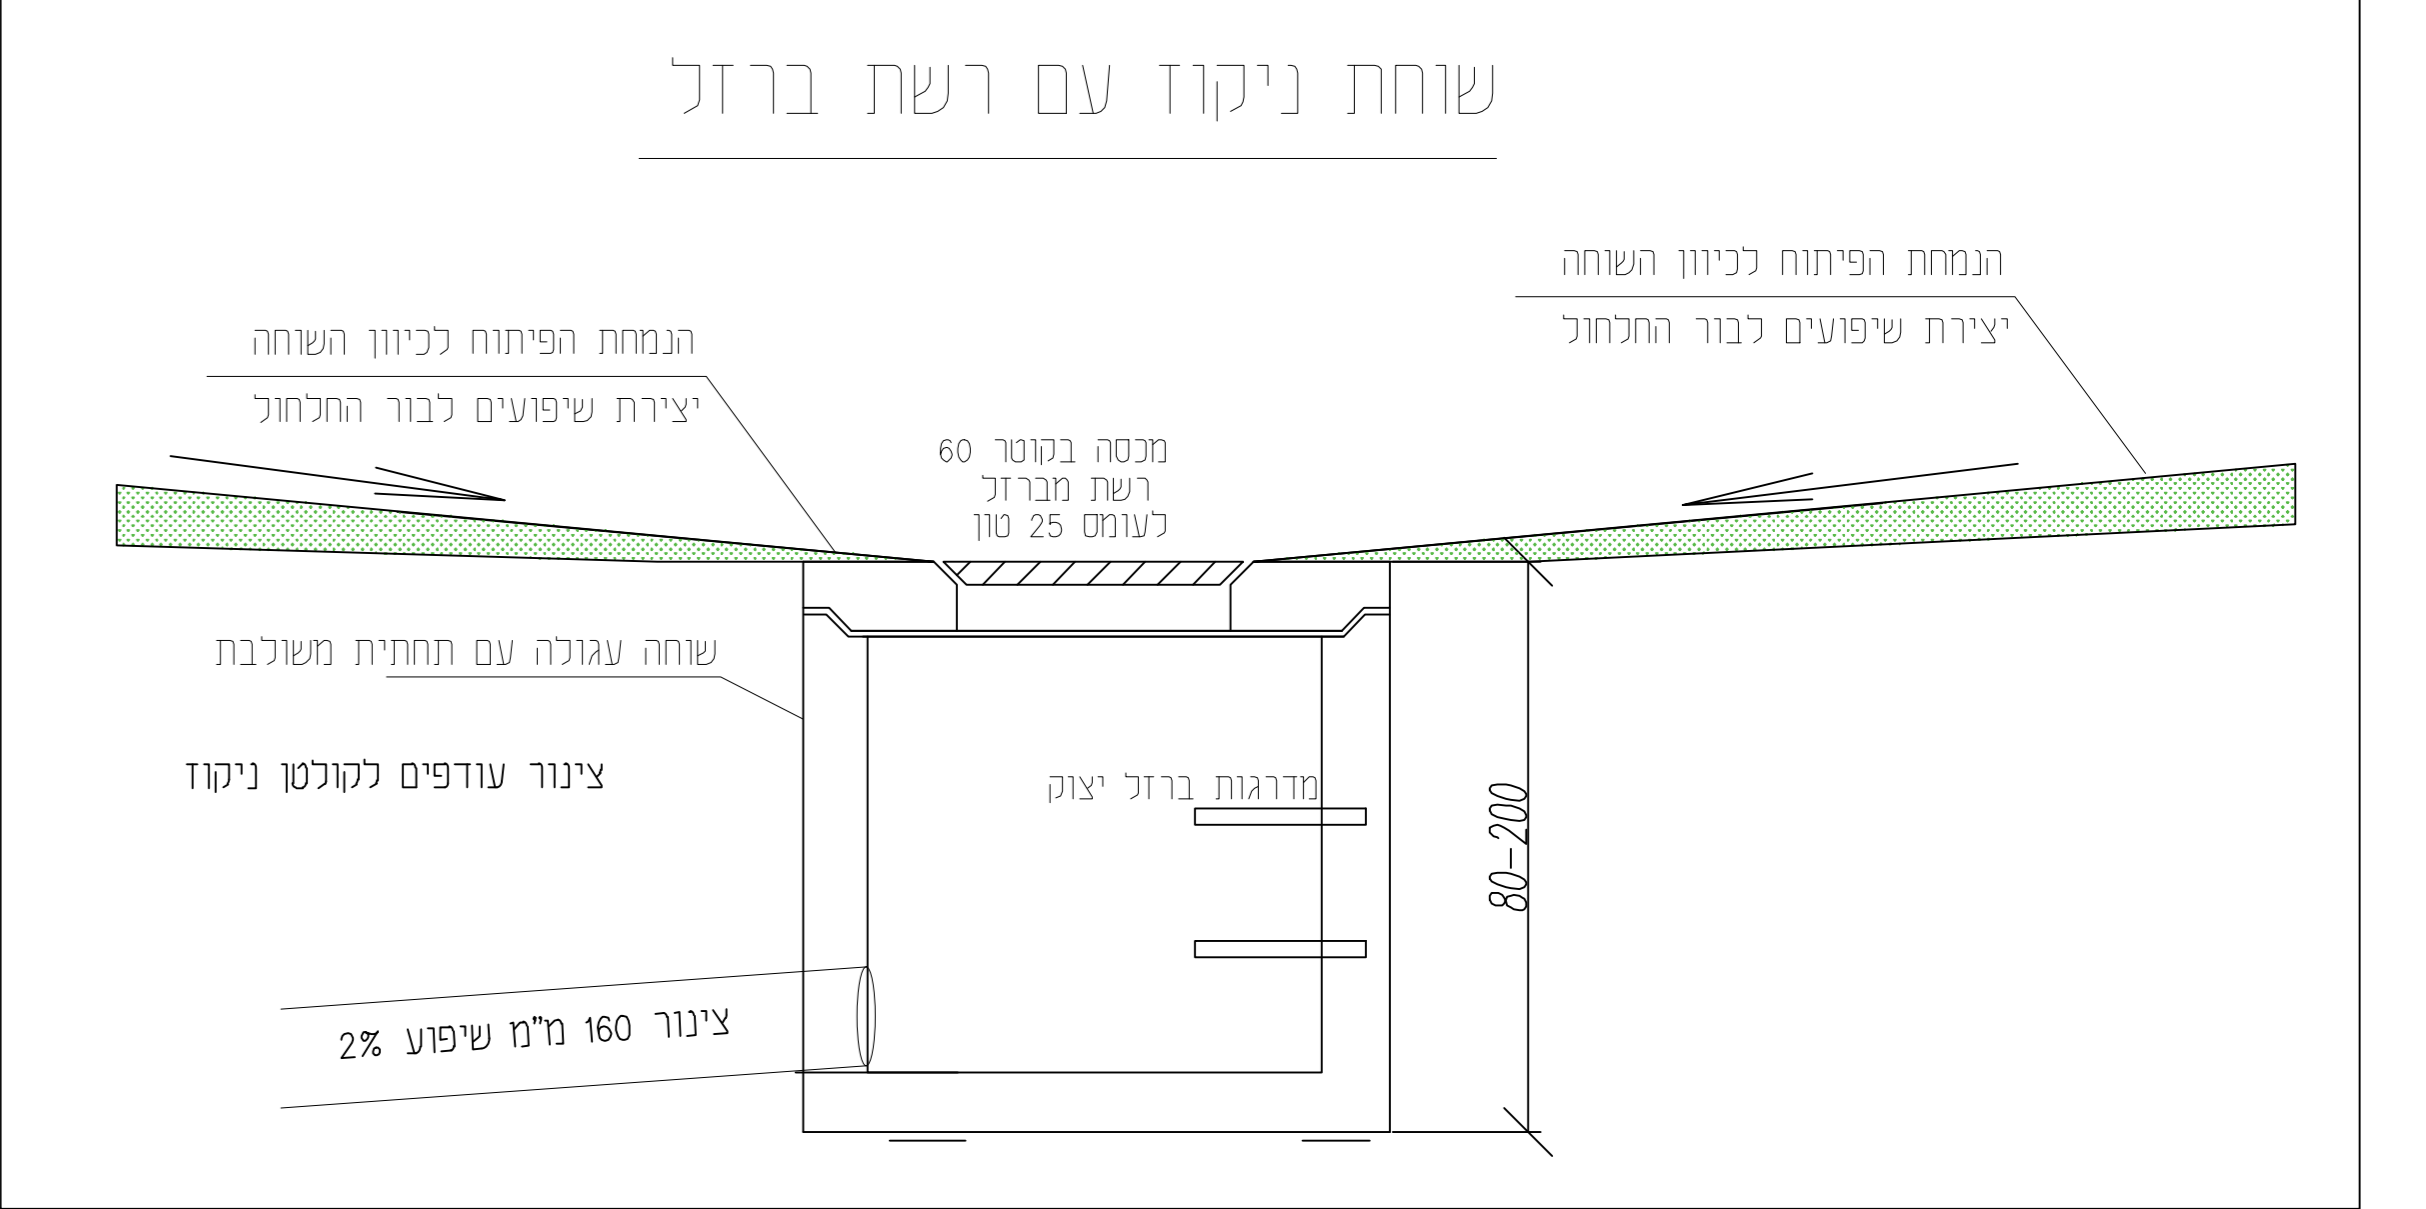 שוחת ניקוז עם רשת ברזל
הנמחת הפיתוח לכיוון השוחה
יצירת שיפועים לבור החלחול
הנמחת הפיתוח לכיוון השוחה
יצירת שיפועים לבור החלחול
מכסה בקוטר 60
רשת מברזל
לעומס 25 טון
שוחה עגולה עם תחתית משולבת
צינור עודפים לקולטן ניקוז
מדרגות ברזל יצוק
80-200
צינור 160 מ"מ שיפוע 2%